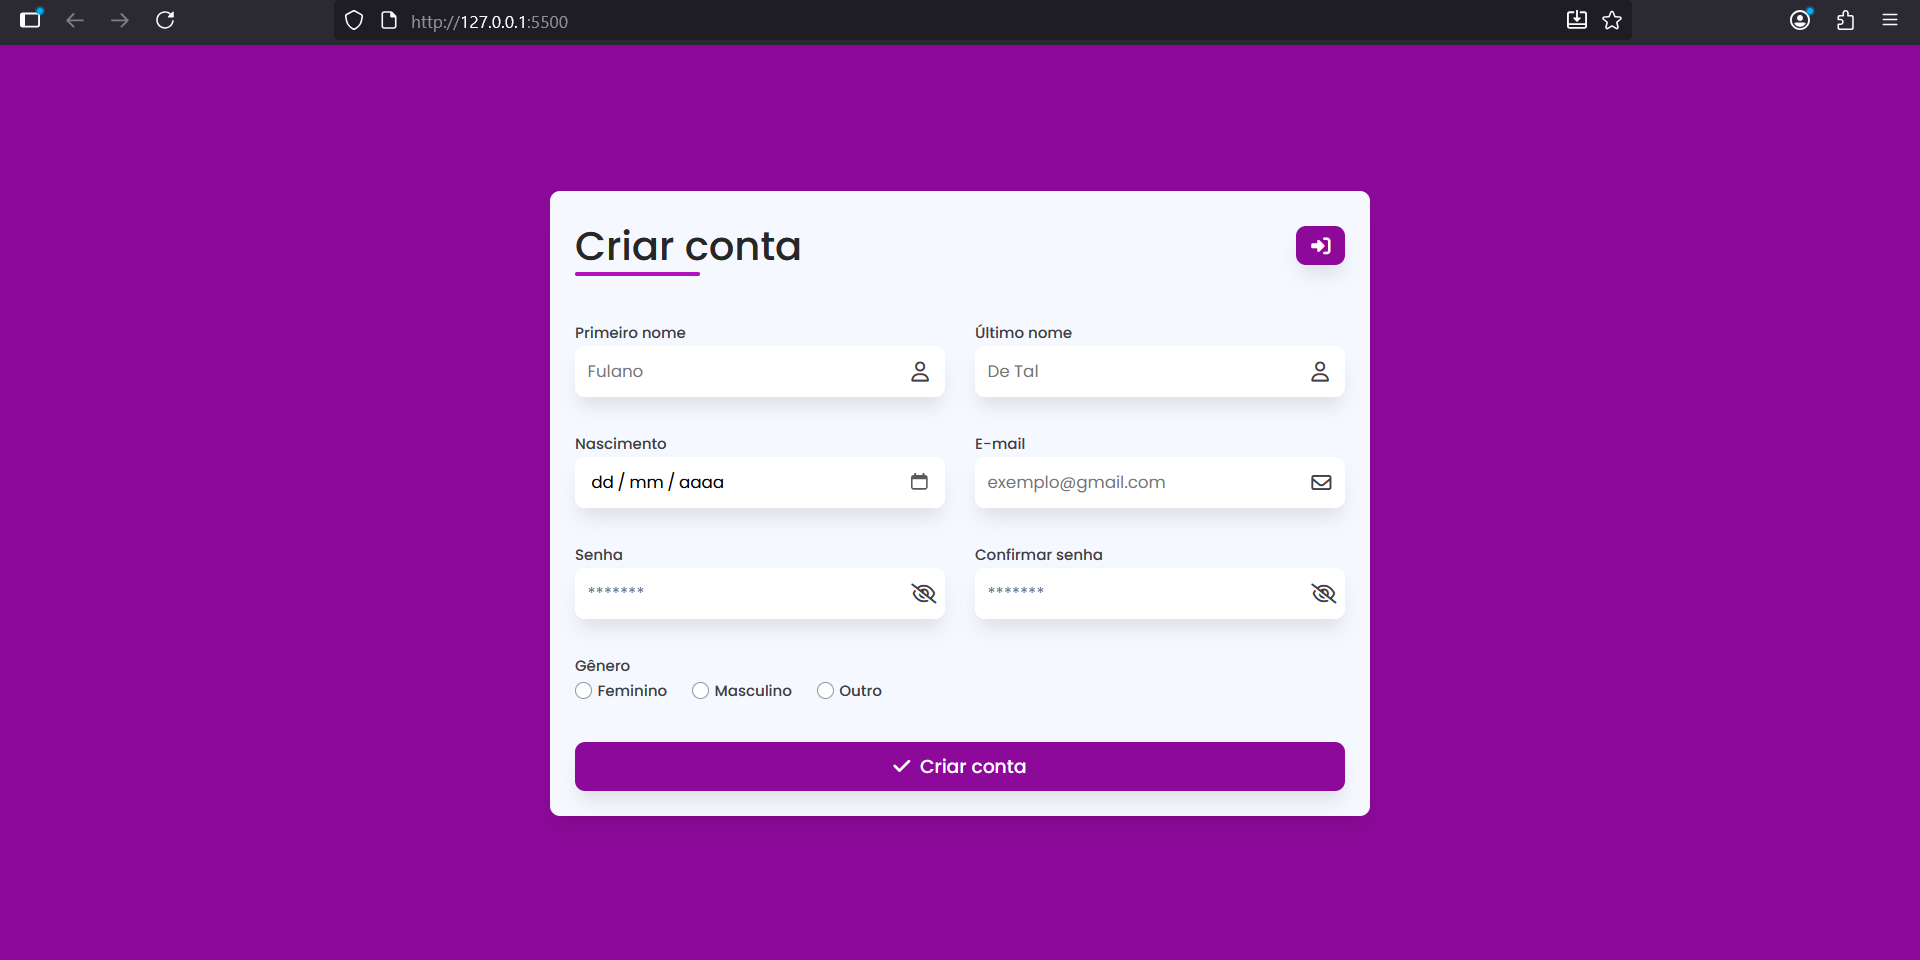 http://127.0.0.1:5500
Criar conta
Primeiro nome
Último nome
Fulano
De Tal
Nascimento
E-mail
dd / mm / aaaa
exemplo@gmail.com
Senha
Confirmar senha
*******
*******
Gênero
Feminino Masculino Outro
Criar conta